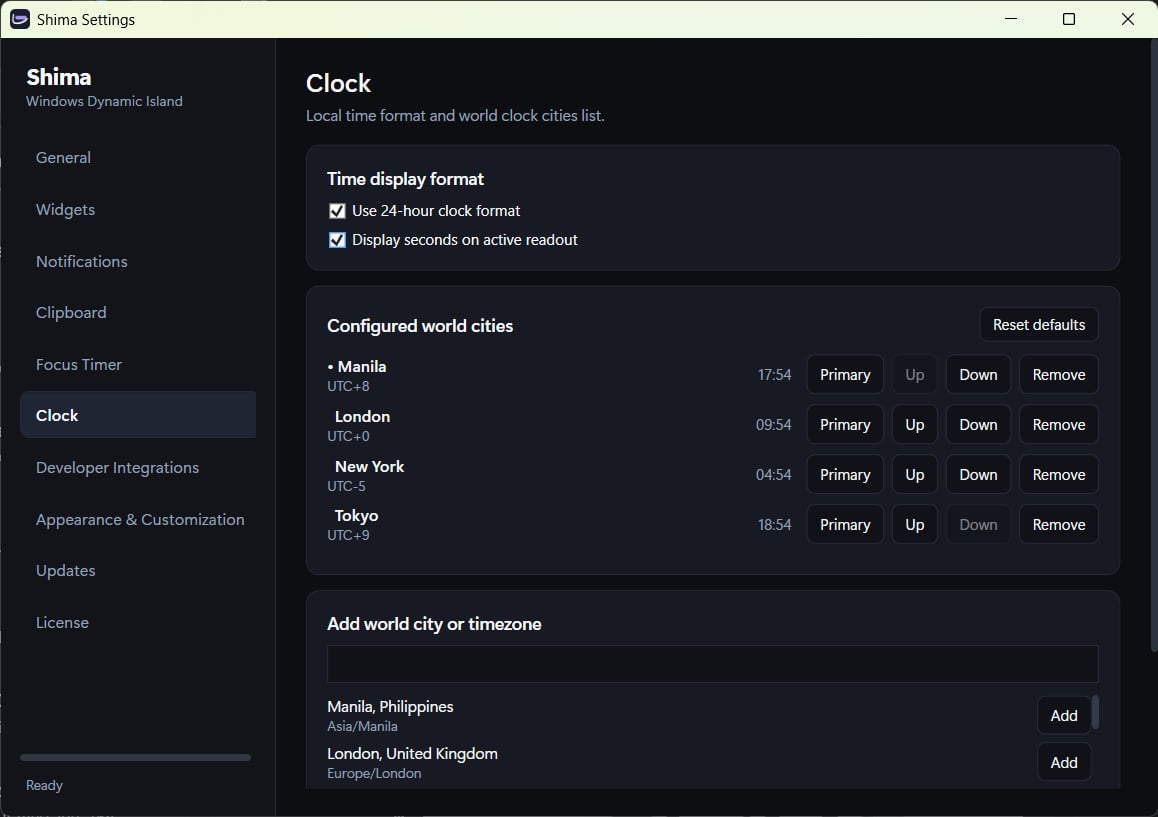 Shima Settings
Shima
Windows Dynamic Island
General
Widgets
Notifications
Clipboard
Focus Timer
Clock
Developer Integrations
Appearance & Customization
Updates
License
Ready
Clock
Local time format and world clock cities list.
Time display format
Use 24-hour clock format
Display seconds on active readout
Configured world cities Reset defaults
• Manila
UTC+8
17:54 Primary Up Down Remove
London
UTC+0
09:54 Primary Up Down Remove
New York
UTC-5
04:54 Primary Up Down Remove
Tokyo
UTC+9
18:54 Primary Up Down Remove
Add world city or timezone
Manila, Philippines
Asia/Manila
Add
London, United Kingdom
Europe/London
Add